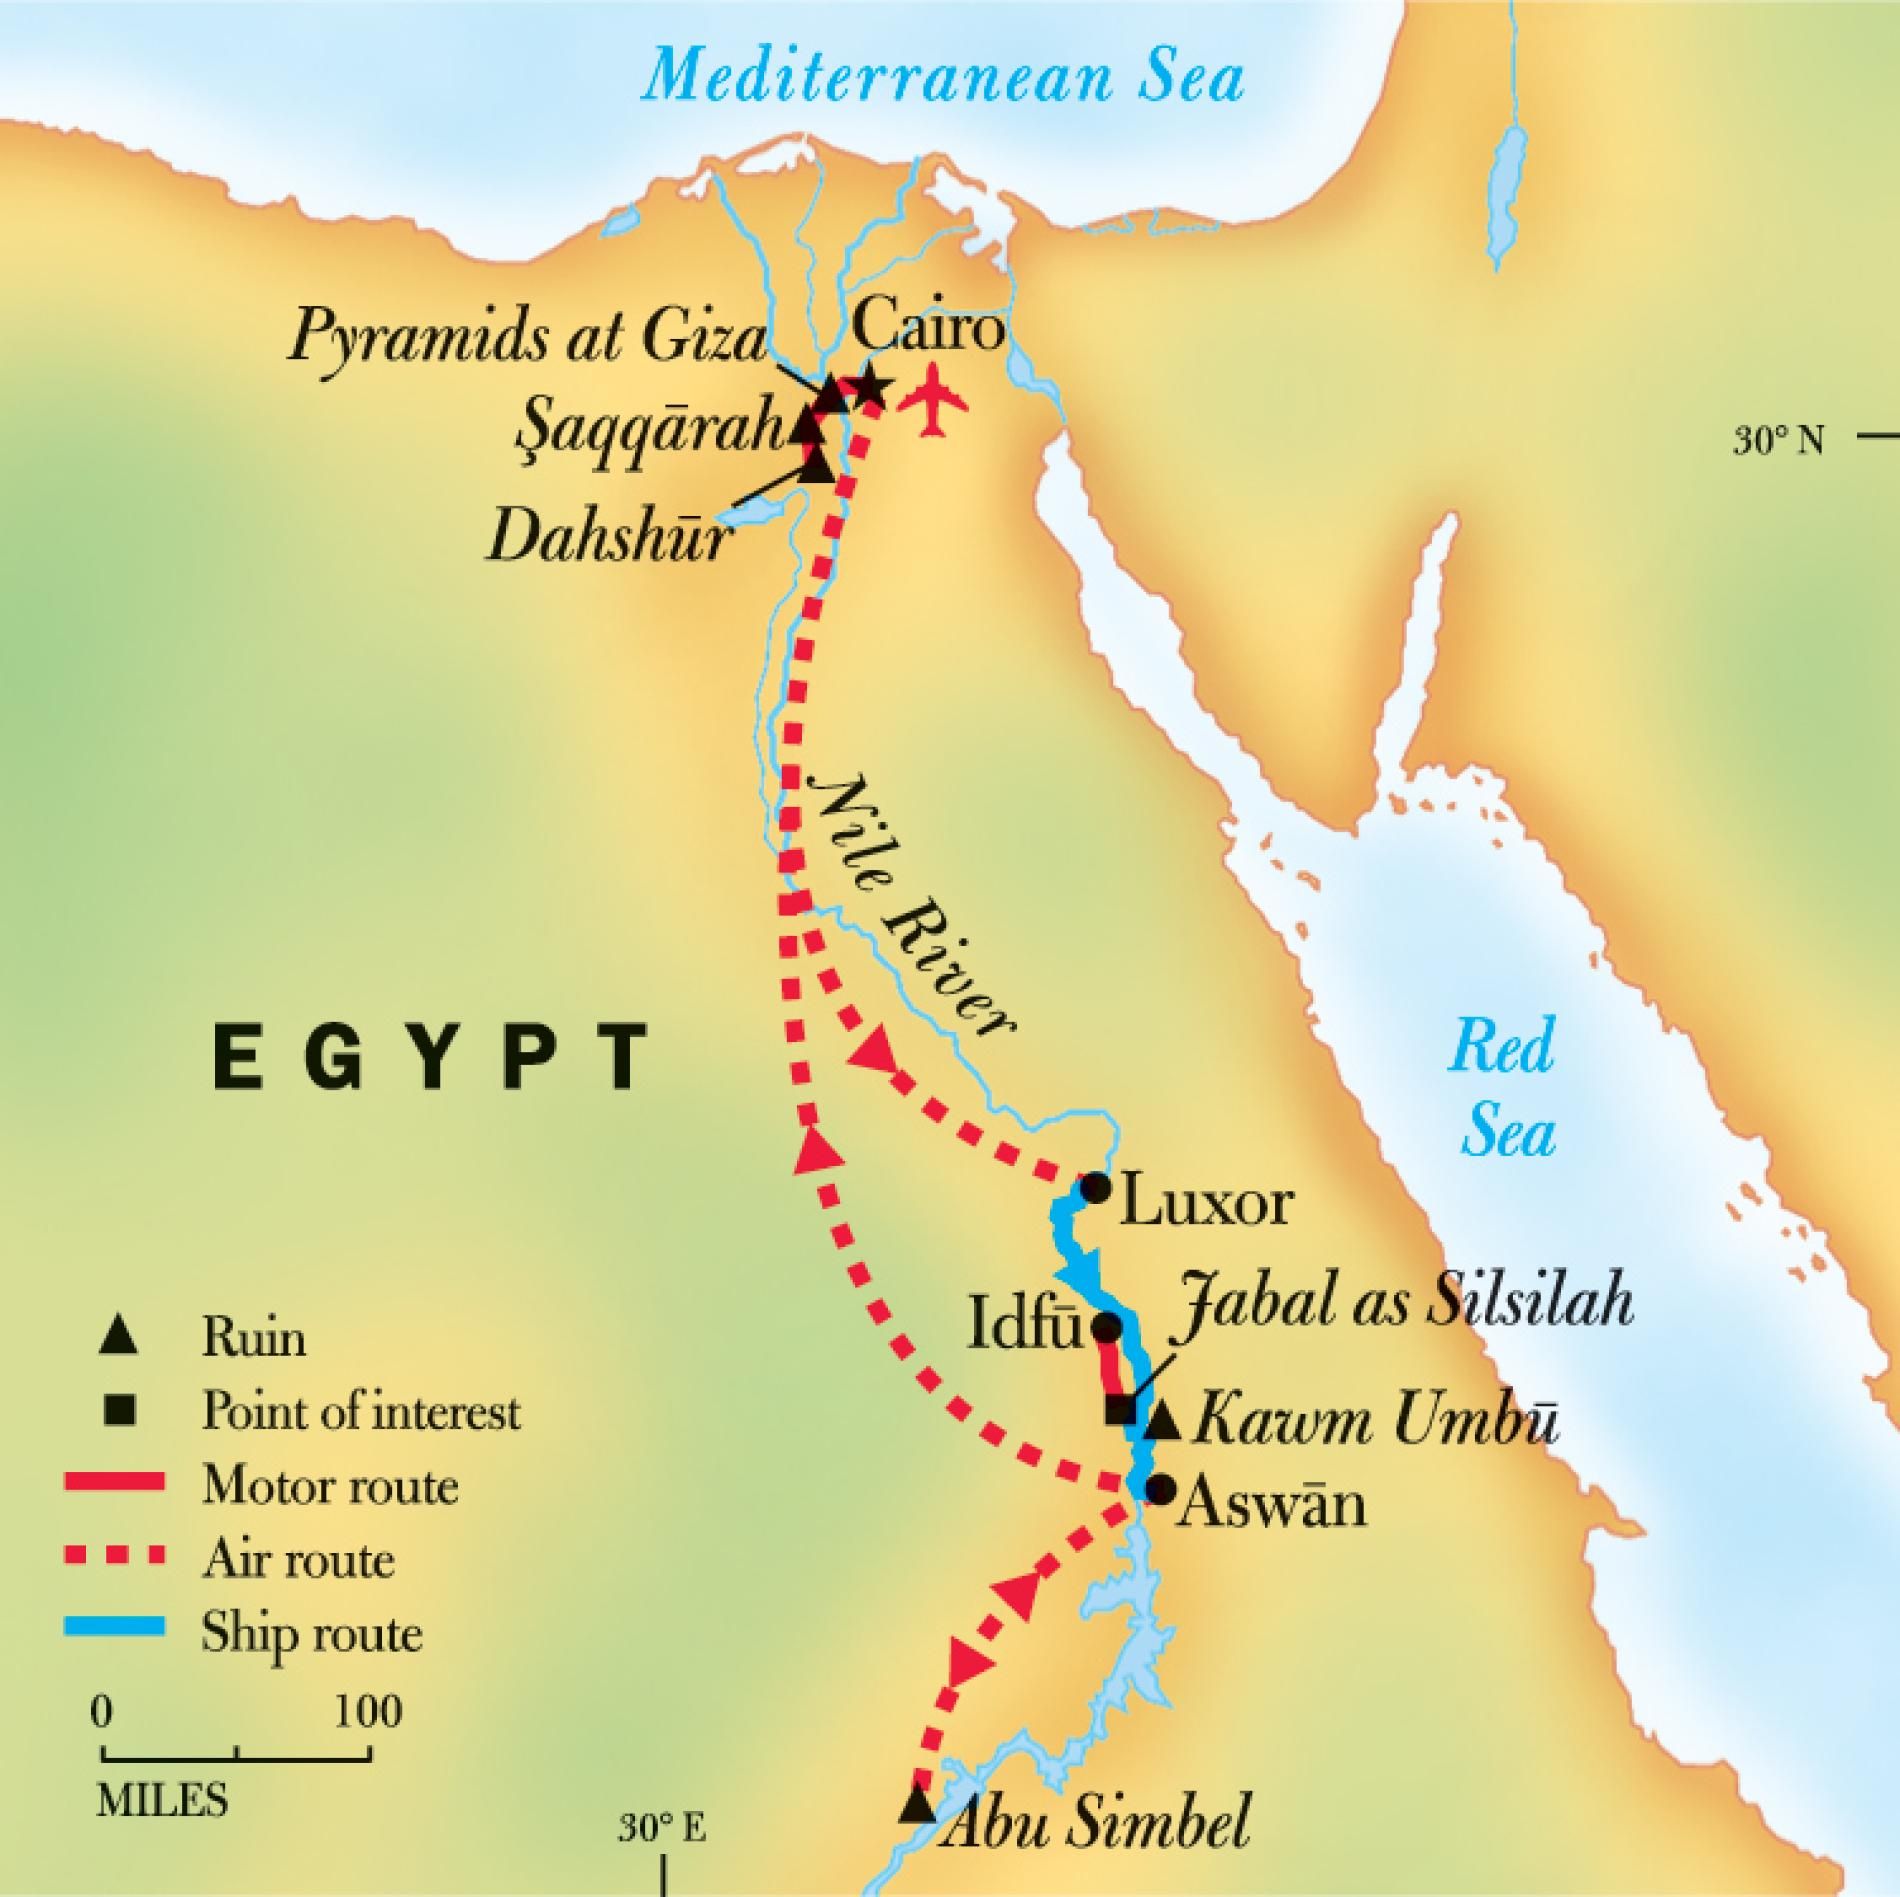 Mediterranean Sea
Pyramids at Giza
Cairo
Şaqqārah
30° N
Dahshūr
Nile River
EGYPT
Red
Sea
Luxor
Jabal as Silsilah
Idfū
Kawm Umbū
Aswān
Abu Simbel
Ruin
Point of interest
Motor route
Air route
Ship route
0 100
MILES
30° E